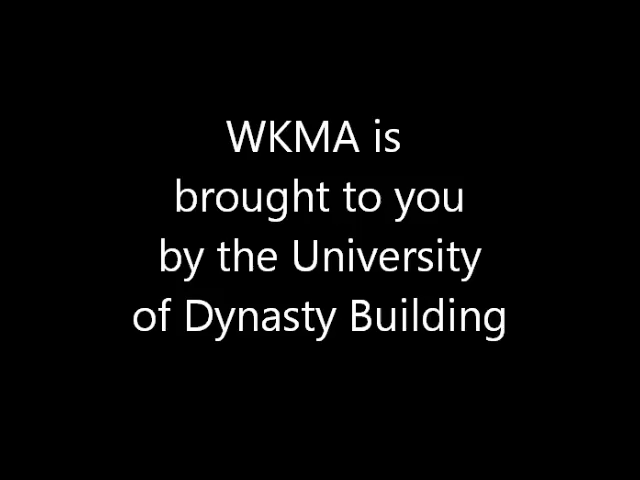 WKMA is
brought to you
by the University
of Dynasty Building